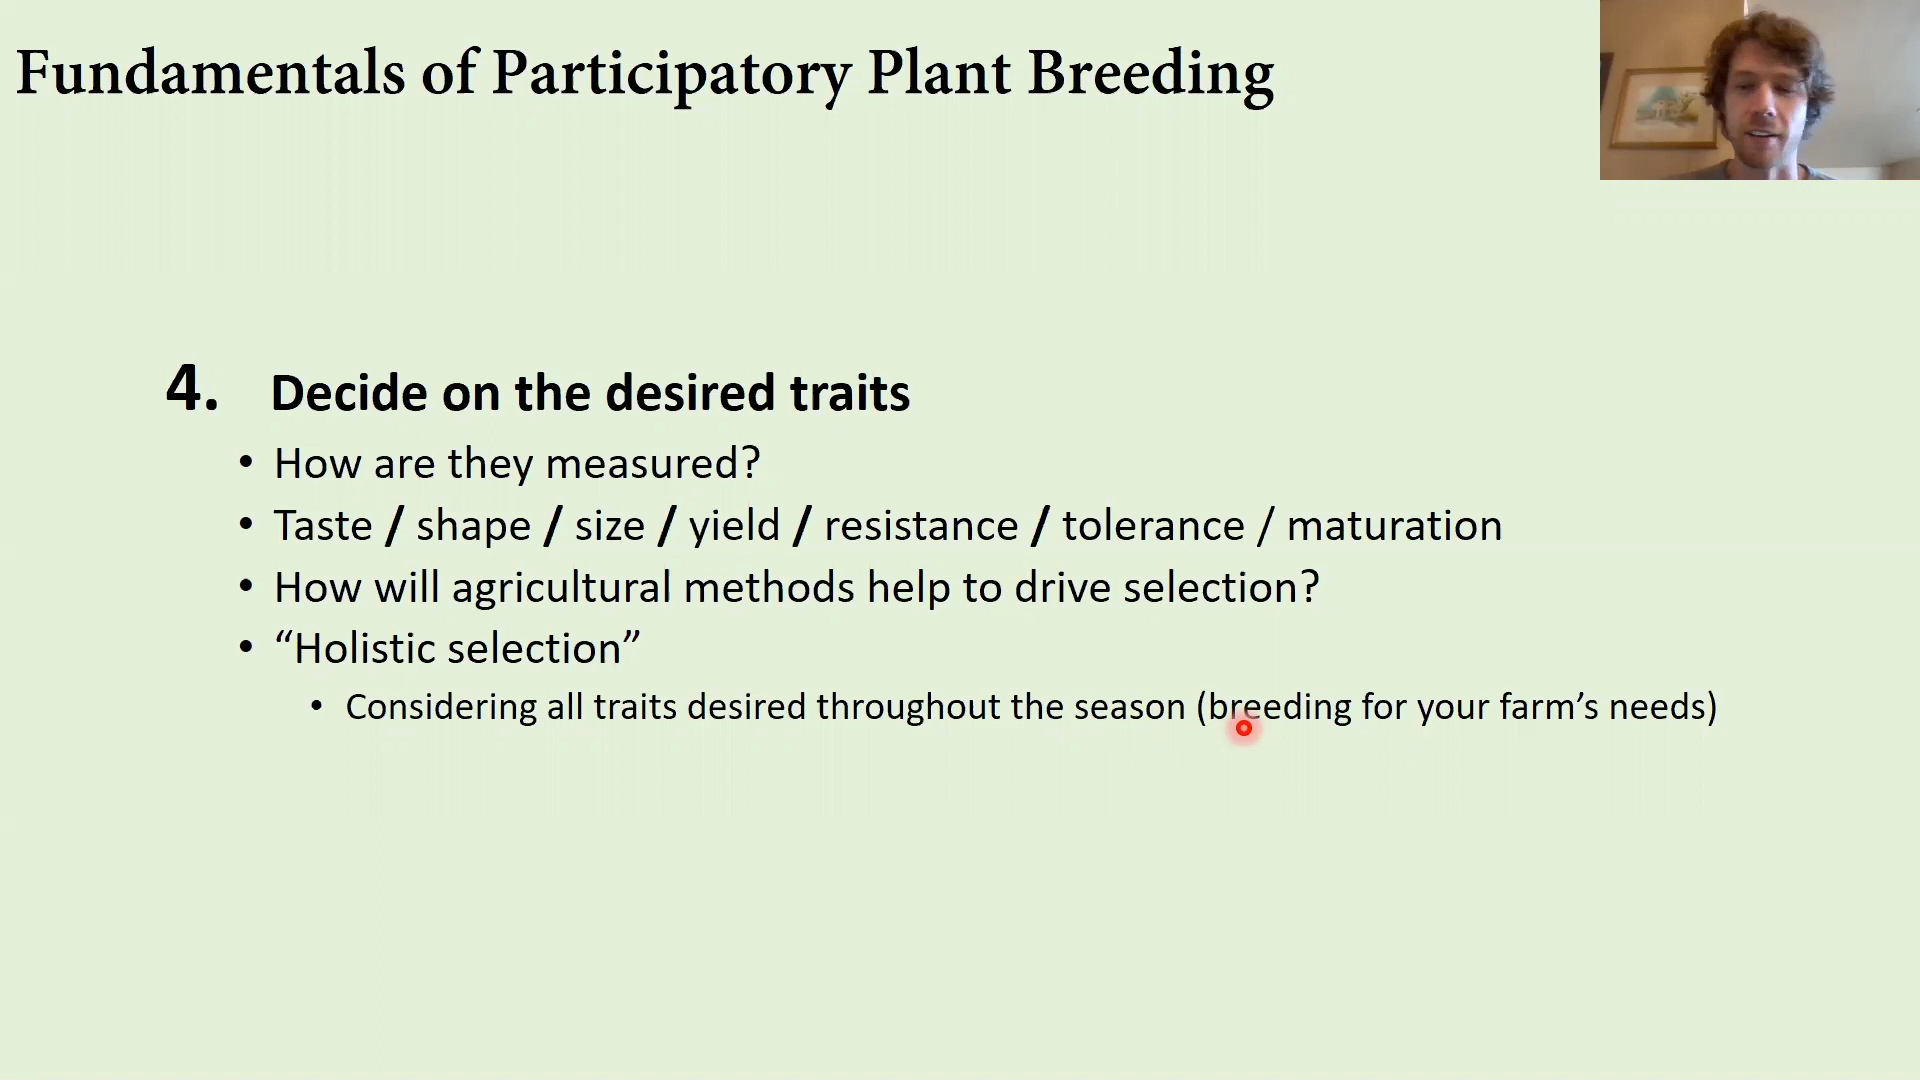 Fundamentals of Participatory Plant Breeding
4. Decide on the desired traits
• How are they measured?
• Taste / shape / size / yield / resistance / tolerance / maturation
• How will agricultural methods help to drive selection?
• “Holistic selection”
• Considering all traits desired throughout the season (breeding for your farm’s needs)